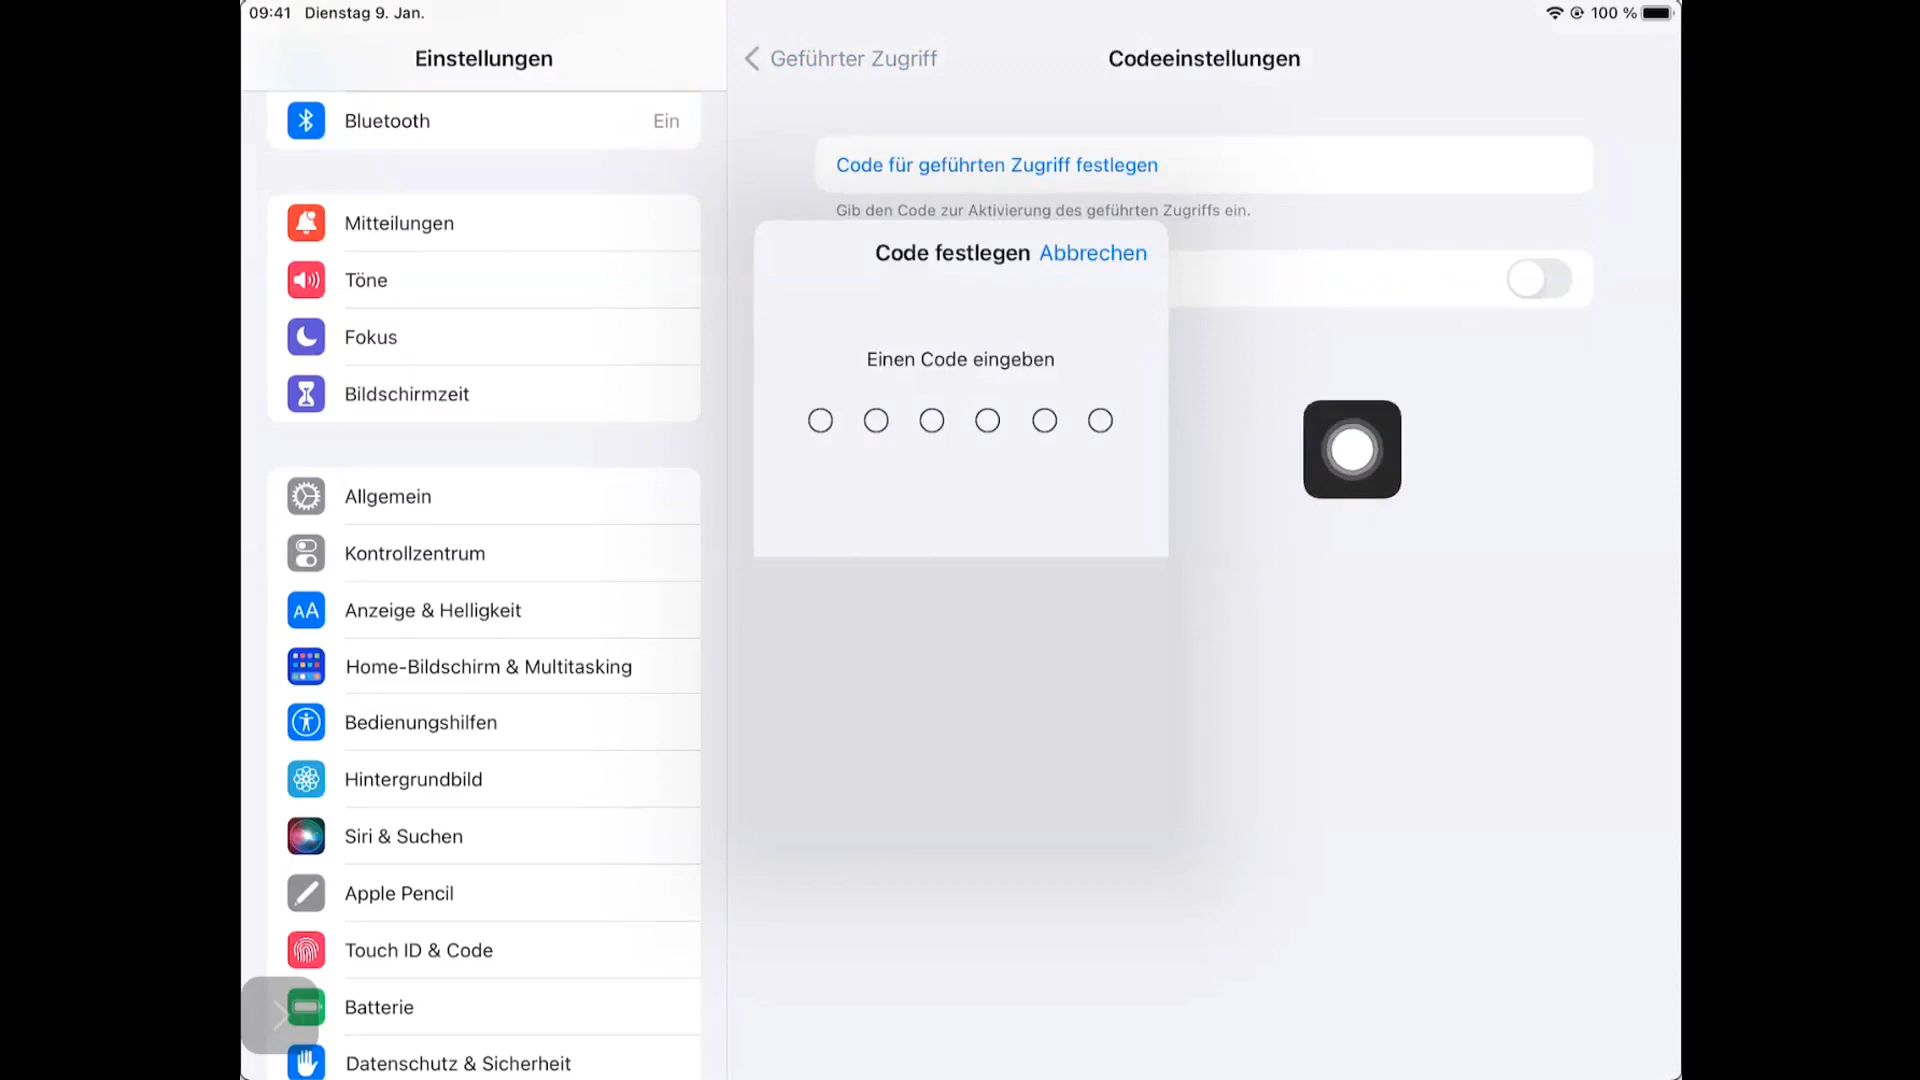 09:41 Dienstag 9. Jan.
100 %
Einstellungen
Bluetooth
Ein
Mitteilungen
Töne
Fokus
Bildschirmzeit
Allgemein
Kontrollzentrum
AA
Anzeige & Helligkeit
Home-Bildschirm & Multitasking
Bedienungshilfen
Hintergrundbild
Siri & Suchen
Apple Pencil
Touch ID & Code
Batterie
Datenschutz & Sicherheit
Geführter Zugriff
Codeeinstellungen
Code für geführten Zugriff festlegen
Gib den Code zur Aktivierung des geführten Zugriffs ein.
Code festlegen
Abbrechen
Einen Code eingeben